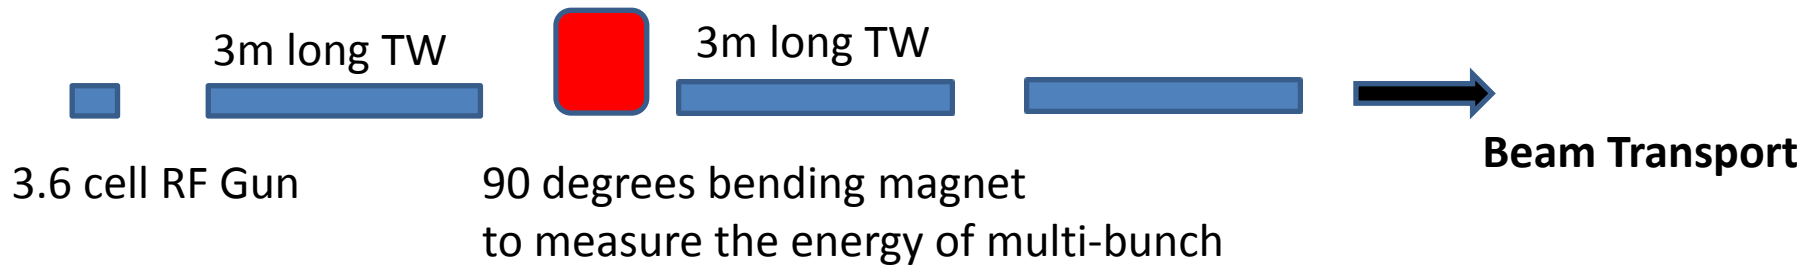 3m long TW
3m long TW
3.6 cell RF Gun
90 degrees bending magnet
to measure the energy of multi-bunch
Beam Transport